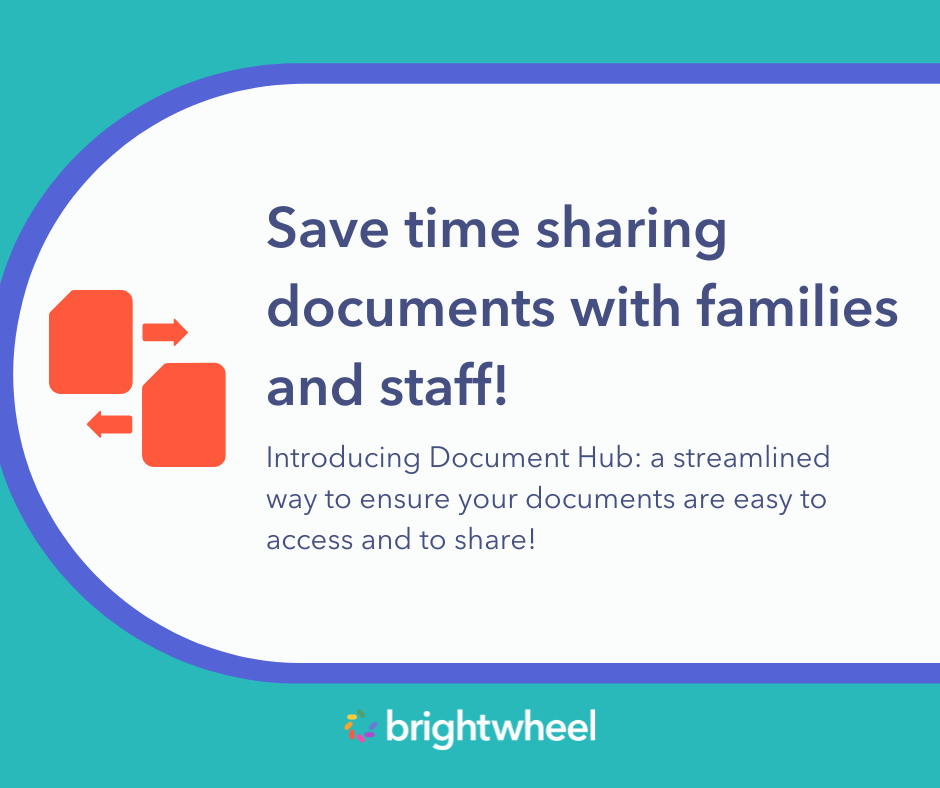 Save time sharing
documents with families
and staff!
Introducing Document Hub: a streamlined
way to ensure your documents are easy to
access and to share!
brightwheel